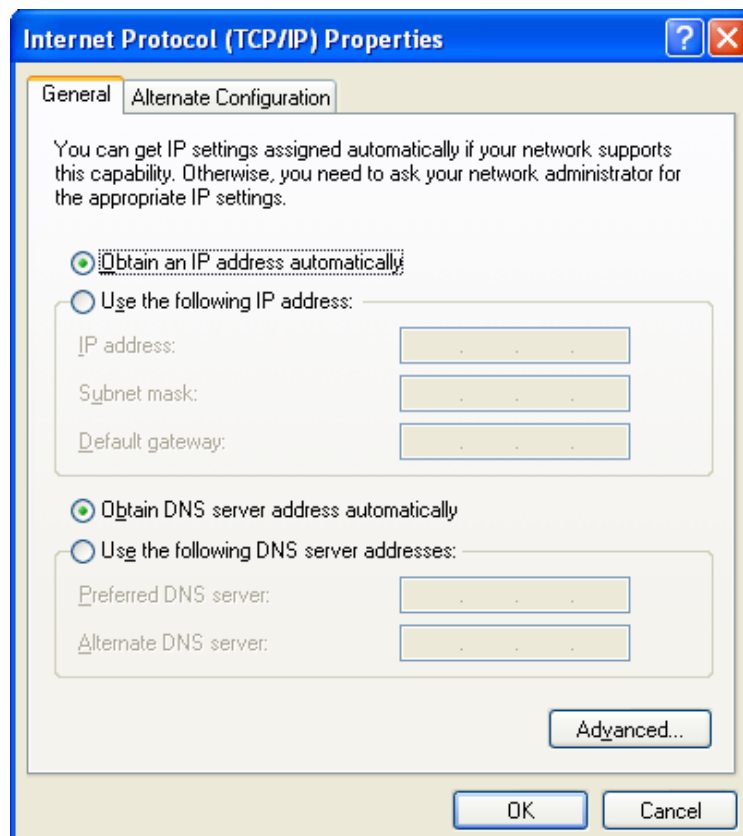 Internet Protocol (TCP/IP) Properties
General
Alternate Configuration
You can get IP settings assigned automatically if your network supports
this capability. Otherwise, you need to ask your network administrator for
the appropriate IP settings.
Obtain an IP address automatically
Use the following IP address:
IP address:
Subnet mask:
Default gateway:
Obtain DNS server address automatically
Use the following DNS server addresses:
Preferred DNS server:
Alternate DNS server:
Advanced...
OK
Cancel